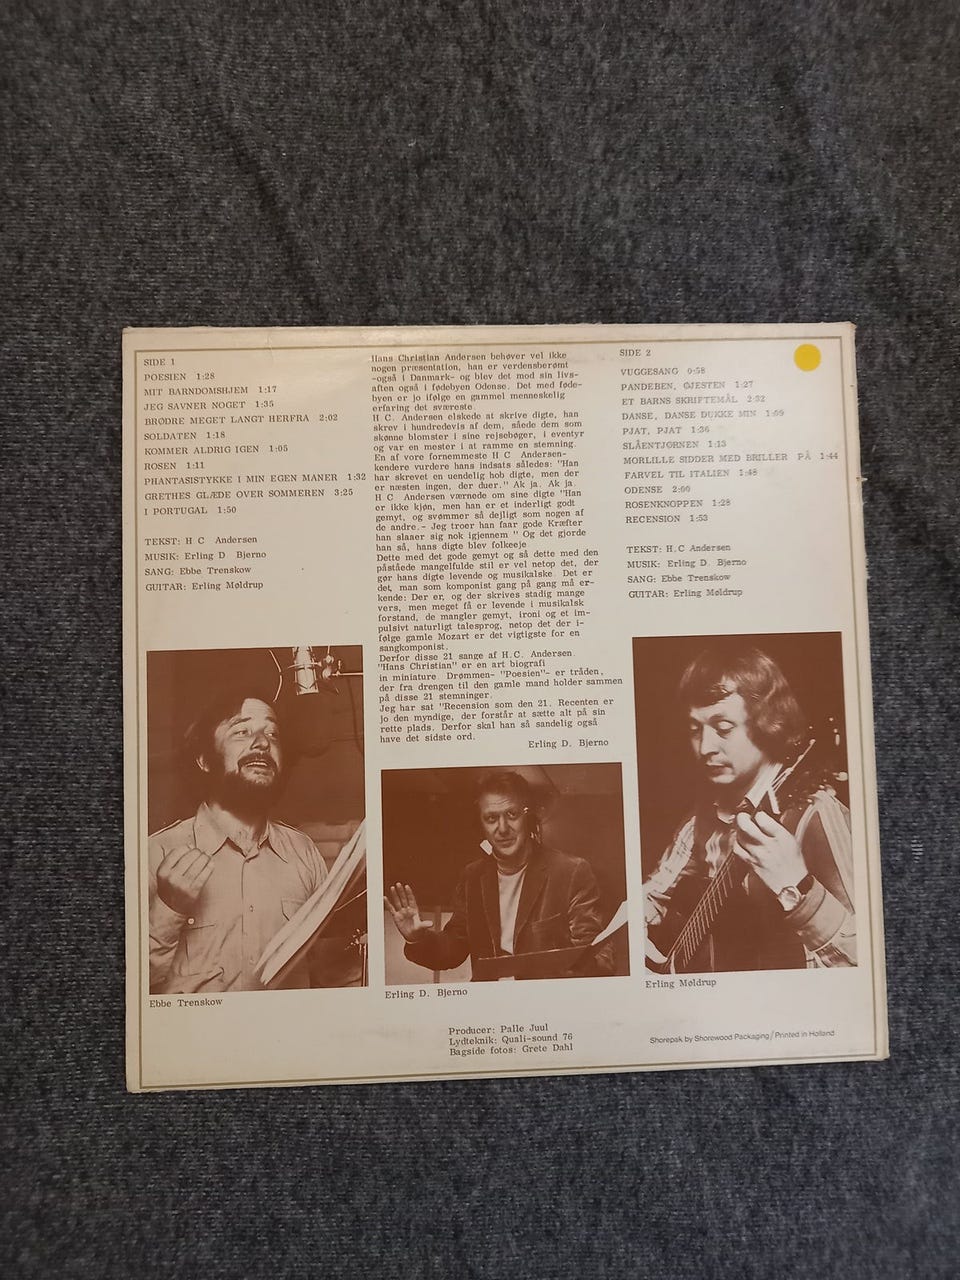 SIDE 1
POESIEN 1:28
MIT BARNDOMSHJEM 1:17
JEG SAVNER NOGET 1:35
BRØDRE MEGET LANGT HERFRA 2:02
SOLDATEN 1:18
KOMMER ALDRIG IGEN 1:05
ROSEN 1:11
PHANTASISTYKKE I MIN EGEN MANER 1:32
GRETHES GLÆDE OVER SOMMEREN 3:25
I PORTUGAL 1:50
TEKST: H C Andersen
MUSIK: Erling D Bjerno
SANG: Ebbe Trenskow
GUITAR: Erling Møldrup
Hans Christian Andersen behøver vel ikke
nogen præsentation, han er verdensberømt
-også i Danmark- og blev det mod sin livs-
aften også i fødebyen Odense. Det med føde-
byen er jo ifølge en gammel menneskelig
erfaring det sværeste.
H C. Andersen elskede at skrive digte, han
skrev i hundredevis af dem, såede dem som
skønne blomster i sine rejsebøger, i eventyr
og var en mester i at ramme en stemning.
En af vore fornemmeste H C Andersen-
kendere vurdere hans indsats således: "Han
har skrevet en uendelig hob digte, men der
er næsten ingen, der duer." Ak ja. Ak ja.
H C Andersen værnede om sine digte "Han
er ikke kjøn, men han er et inderligt godt
gemyt, og svømmer så dejligt som nogen af
de andre.- Jeg troer han faar gode Kræfter
han slaaer sig nok igjennem " Og det gjorde
han så, hans digte blev folkeeje
Dette med det gode gemyt og så dette med den
påståede mangelfulde stil er vel netop det, der
gør hans digte levende og musikalske. Det er
det, man som komponist gang på gang må er-
kende: Der er, og der skrives stadig mange
vers, men meget få er levende i musikalsk
forstand, de mangler gemyt, ironi og et im-
pulsivt naturligt talesprog, netop det der i-
følge gamle Mozart er det vigtigste for en
sangkomponist.
Derfor disse 21 sange af H.C. Andersen.
"Hans Christian" er en art biografi
in miniature Drømmen- "Poesien"- er tråden,
der fra drengen til den gamle mand holder sammen
på disse 21 stemninger.
Jeg har sat "Recension som den 21. Recenten er
jo den myndige, der forstår at sætte alt på sin
rette plads. Derfor skal han så sandelig også
have det sidste ord.
Erling D. Bjerno
SIDE 2
VUGGESANG 0:58
PANDEBEN, GJESTEN 1:27
ET BARNS SKRIFTEMÅL 2:32
DANSE, DANSE DUKKE MIN 1:09
PJAT, PJAT 1:36
SLÅENTJØRNEN 1:13
MORLILLE SIDDER MED BRILLER PÅ 1:44
FARVEL TIL ITALIEN 1:48
ODENSE 2:00
ROSENKNOPPEN 1:28
RECENSION 1:53
TEKST: H.C Andersen
MUSIK: Erling D. Bjerno
SANG: Ebbe Trenskow
GUITAR: Erling Møldrup
Ebbe Trenskow
Erling D. Bjerno
Erling Møldrup
Producer: Palle Juul
Lydteknik: Quali-sound 76
Bagside fotos: Grete Dahl
Shorepak by Shorewood Packaging/Printed in Holland